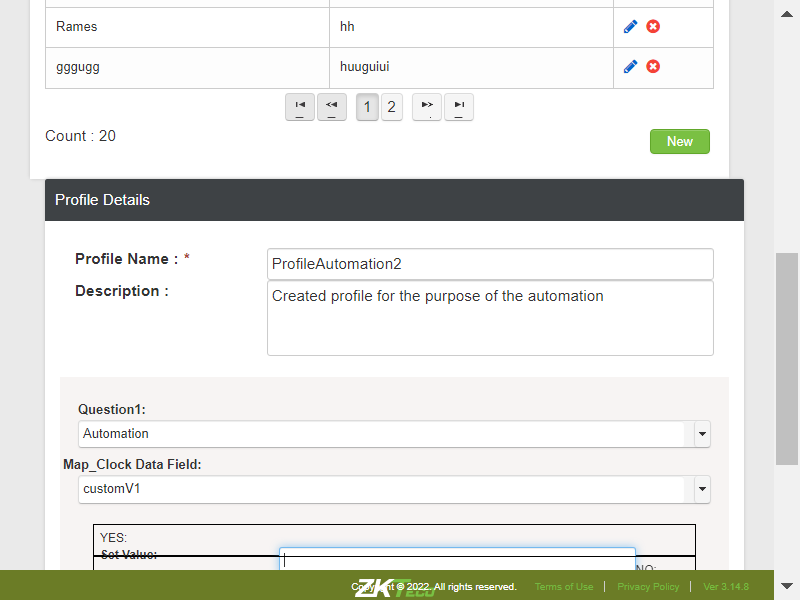 Rames hh
gggugg huuguiui
1 2
Count : 20
New
Profile Details
Profile Name : * ProfileAutomation2
Description : Created profile for the purpose of the automation
Question1:
Automation
Map_Clock Data Field:
customV1
YES:
Set Value:
NO:
ZKTeco
Copyright © 2022. All rights reserved. Terms of Use | Privacy Policy | Ver 3.14.8